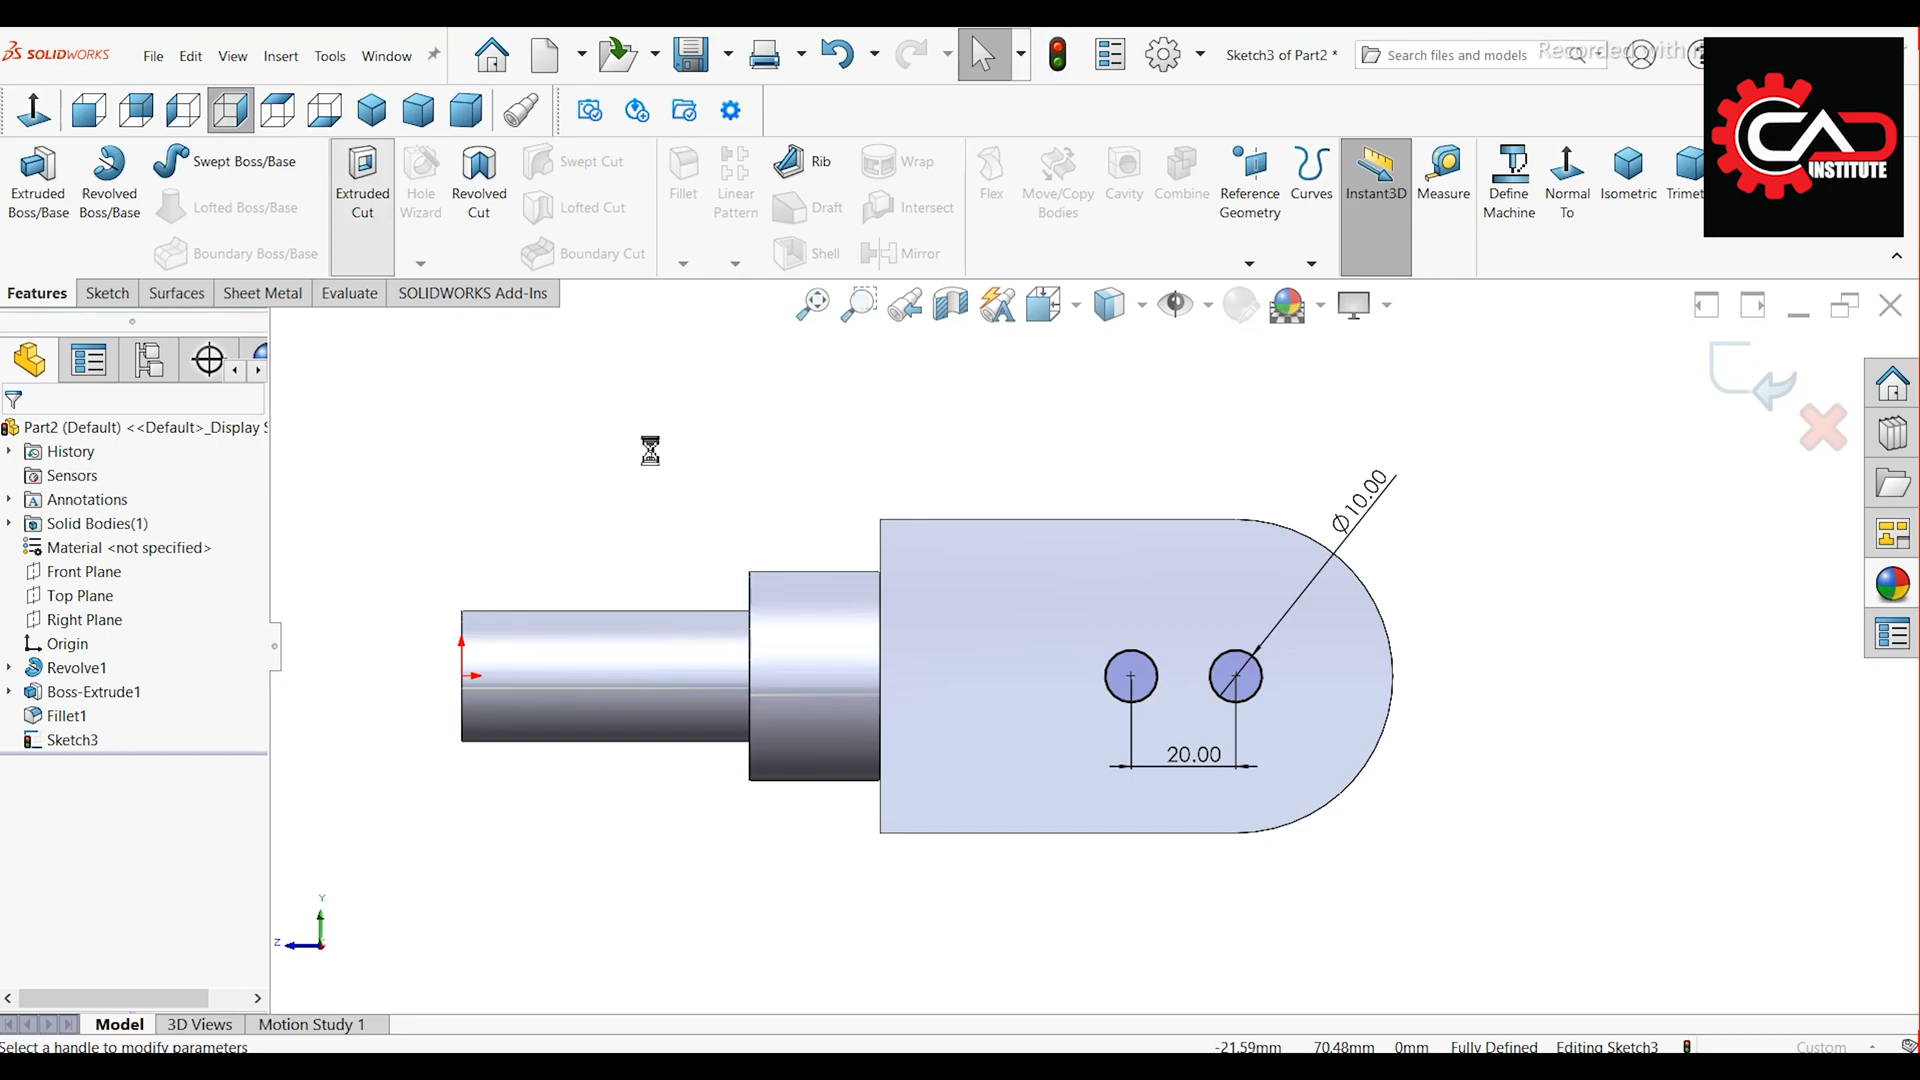 SOLIDWORKS
File Edit View Insert Tools Window
Sketch3 of Part2 *
Search files and models
Recorded with
CAD
INSTITUTE
Extruded Boss/Base
Revolved Boss/Base
Swept Boss/Base
Lofted Boss/Base
Boundary Boss/Base
Extruded Cut
Hole Wizard
Revolved Cut
Swept Cut
Lofted Cut
Boundary Cut
Fillet
Linear Pattern
Rib
Draft
Shell
Wrap
Intersect
Mirror
Flex
Move/Copy Bodies
Cavity
Combine
Reference Geometry
Curves
Instant3D
Measure
Define Machine
Normal To
Isometric
Trimet
Features Sketch Surfaces Sheet Metal Evaluate SOLIDWORKS Add-Ins
Part2 (Default) <<Default>_Display S
History
Sensors
Annotations
Solid Bodies(1)
Material <not specified>
Front Plane
Top Plane
Right Plane
Origin
Revolve1
Boss-Extrude1
Fillet1
Sketch3
Ø10.00
20.00
Y
Z
Model 3D Views Motion Study 1
Select a handle to modify parameters
-21.59mm 70.48mm 0mm Fully Defined Editing Sketch3 Custom